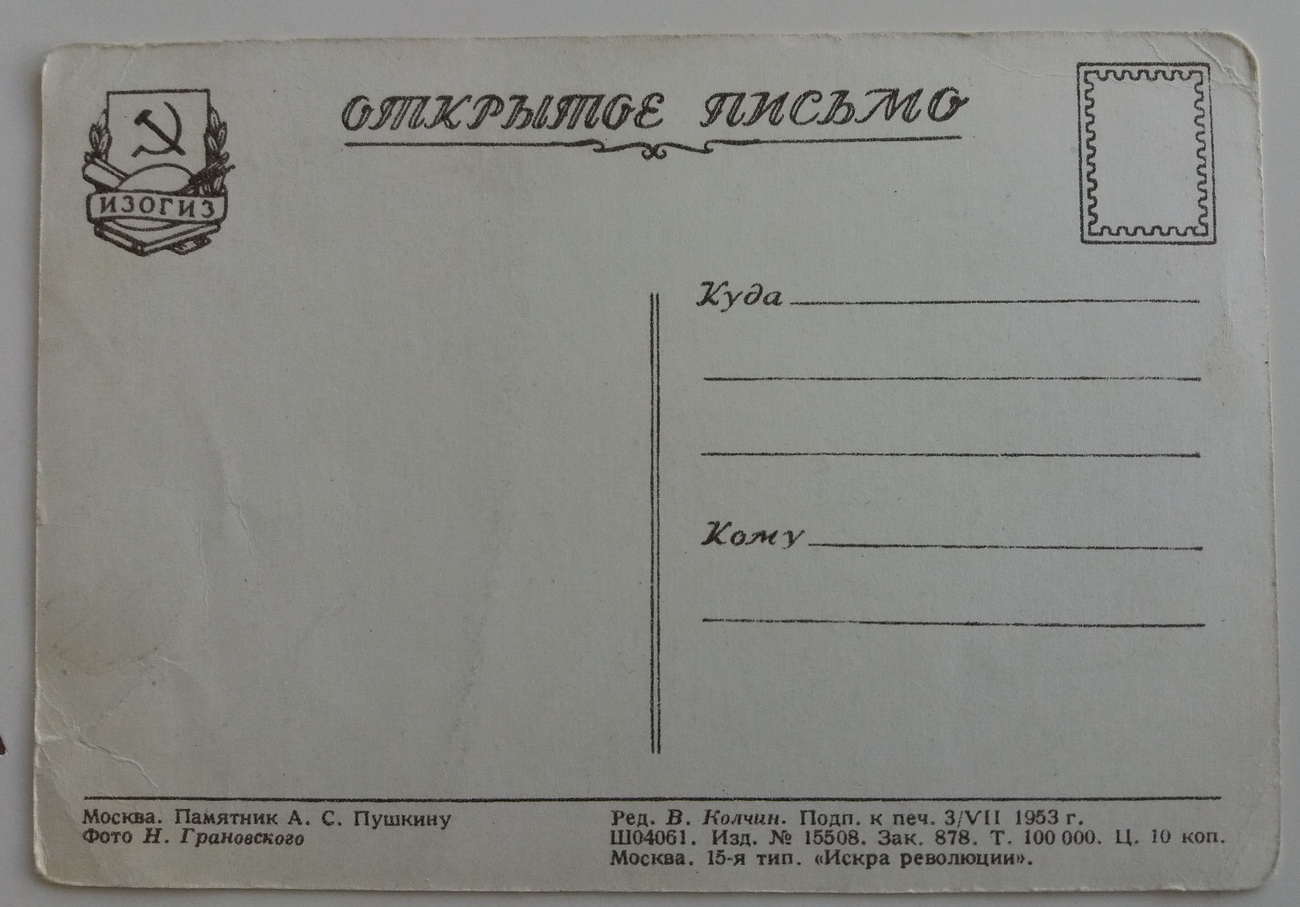 ОТКРЫТОЕ ПИСЬМО
ИЗОГИЗ
Куда
Кому
Москва. Памятник А. С. Пушкину
Фото Н. Грановского
Ред. В. Колчин. Подп. к печ. 3/VII 1953 г.
Ш04061. Изд. № 15508. Зак. 878. Т. 100 000. Ц. 10 коп.
Москва. 15-я тип. «Искра революции».